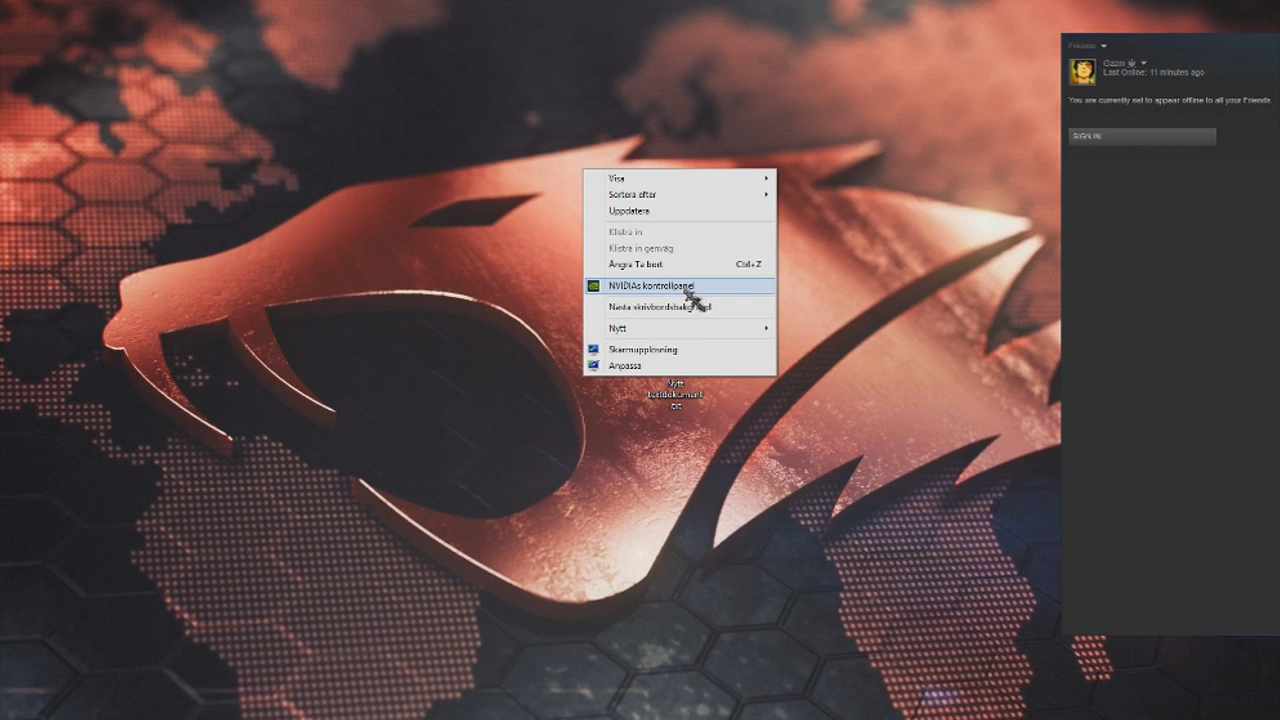 Friends
Gazm
Last Online: 11 minutes ago
You are currently set to appear offline to all your Friends.
SIGN IN
Visa
Sortera efter
Uppdatera
Klistra in
Klistra in genväg
Ångra Ta bort Ctrl+Z
NVIDIAs kontrollpanel
Nästa skrivbordsbakgrund
Nytt
Skärmupplösning
Anpassa
Nytt
textdokument
.txt